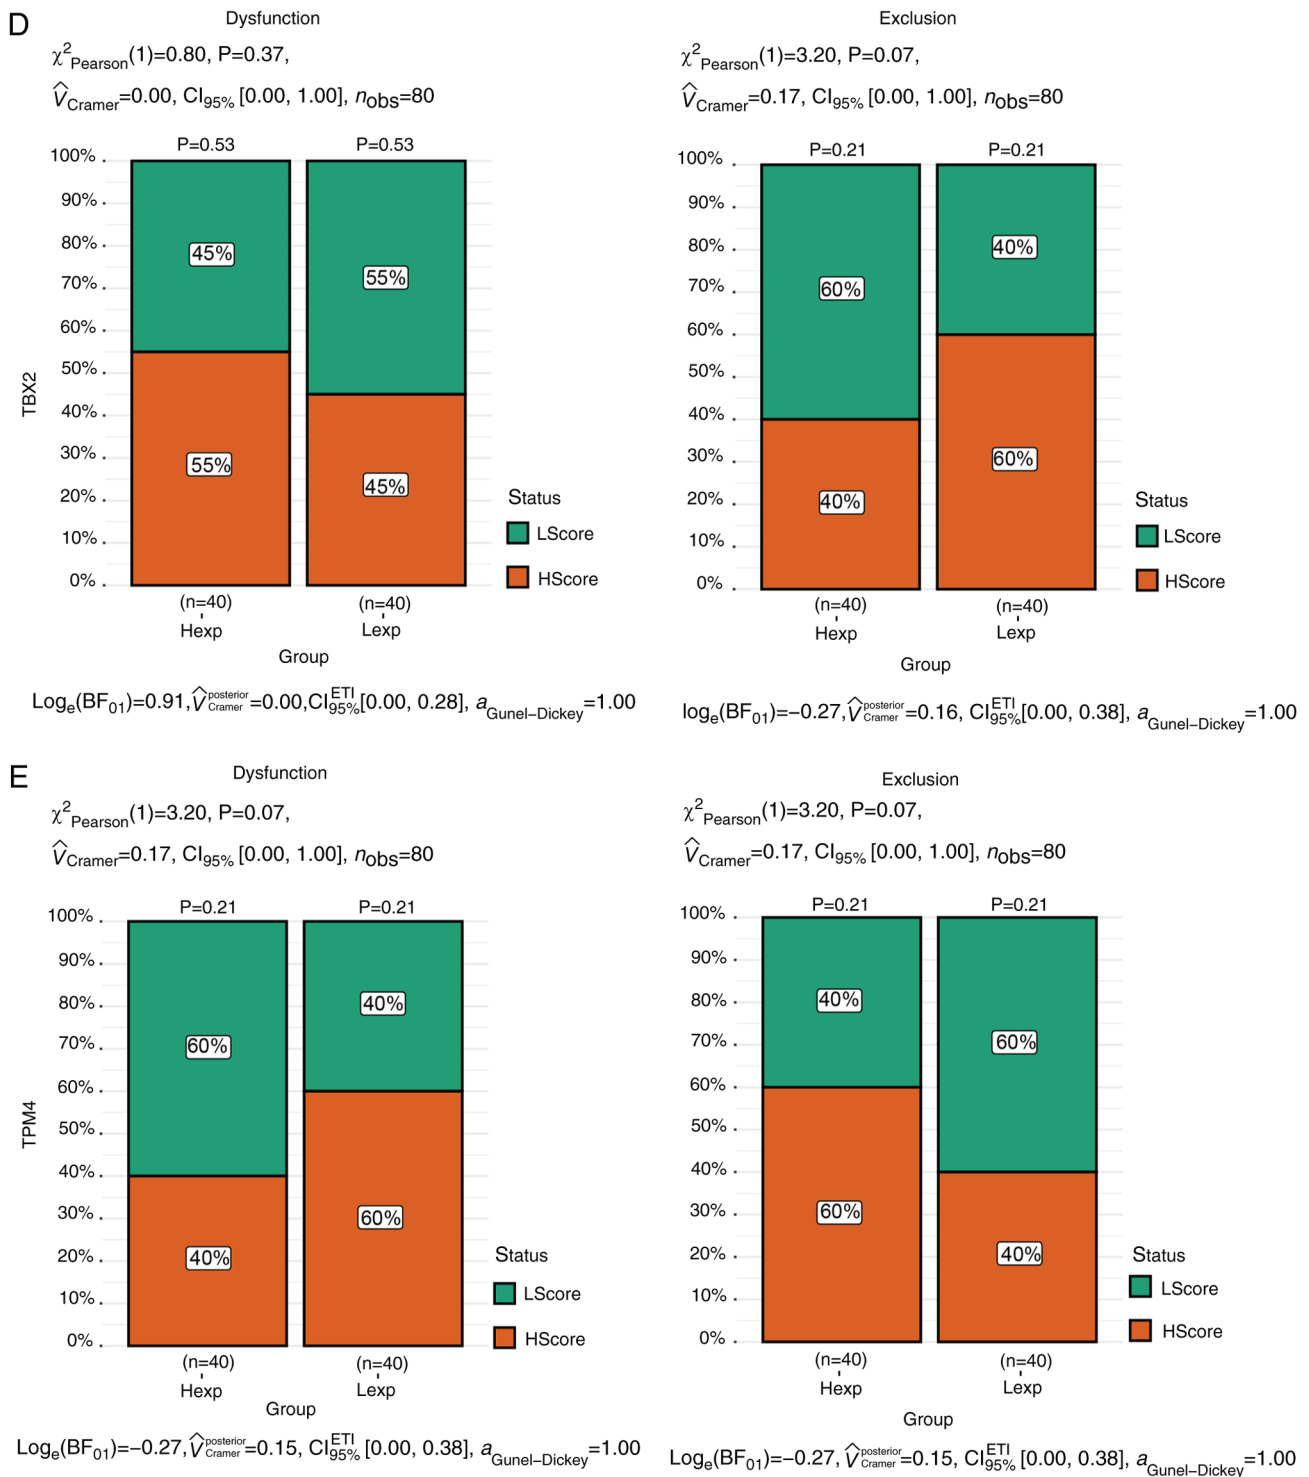 D
Dysfunction
χ²Pearson(1)=0.80, P=0.37,
V̂Cramer=0.00, CI95% [0.00, 1.00], nobs=80
P=0.53
P=0.53
100%
90%
80%
70%
60%
50%
40%
30%
20%
10%
0%
TBX2
45%
55%
55%
45%
Status
LScore
HScore
(n=40)
(n=40)
Hexp
Lexp
Group
Loge(BF01)=0.91, V̂posterior Cramer=0.00,CI95%ETI[0.00, 0.28], aGunel–Dickey=1.00
Exclusion
χ²Pearson(1)=3.20, P=0.07,
V̂Cramer=0.17, CI95% [0.00, 1.00], nobs=80
P=0.21
P=0.21
100%
90%
80%
70%
60%
50%
40%
30%
20%
10%
0%
60%
40%
40%
60%
Status
LScore
HScore
(n=40)
(n=40)
Hexp
Lexp
Group
loge(BF01)=−0.27, V̂posterior Cramer=0.16, CI95%ETI[0.00, 0.38], aGunel–Dickey=1.00
E
Dysfunction
χ²Pearson(1)=3.20, P=0.07,
V̂Cramer=0.17, CI95% [0.00, 1.00], nobs=80
P=0.21
P=0.21
100%
90%
80%
70%
60%
50%
40%
30%
20%
10%
0%
TPM4
60%
40%
40%
60%
Status
LScore
HScore
(n=40)
(n=40)
Hexp
Lexp
Group
Loge(BF01)=−0.27, V̂posterior Cramer=0.15, CI95%ETI [0.00, 0.38], aGunel–Dickey=1.00
Exclusion
χ²Pearson(1)=3.20, P=0.07,
V̂Cramer=0.17, CI95% [0.00, 1.00], nobs=80
P=0.21
P=0.21
100%
90%
80%
70%
60%
50%
40%
30%
20%
10%
0%
40%
60%
60%
40%
Status
LScore
HScore
(n=40)
(n=40)
Hexp
Lexp
Group
Loge(BF01)=−0.27, V̂posterior Cramer=0.15, CI95%ETI [0.00, 0.38], aGunel–Dickey=1.00